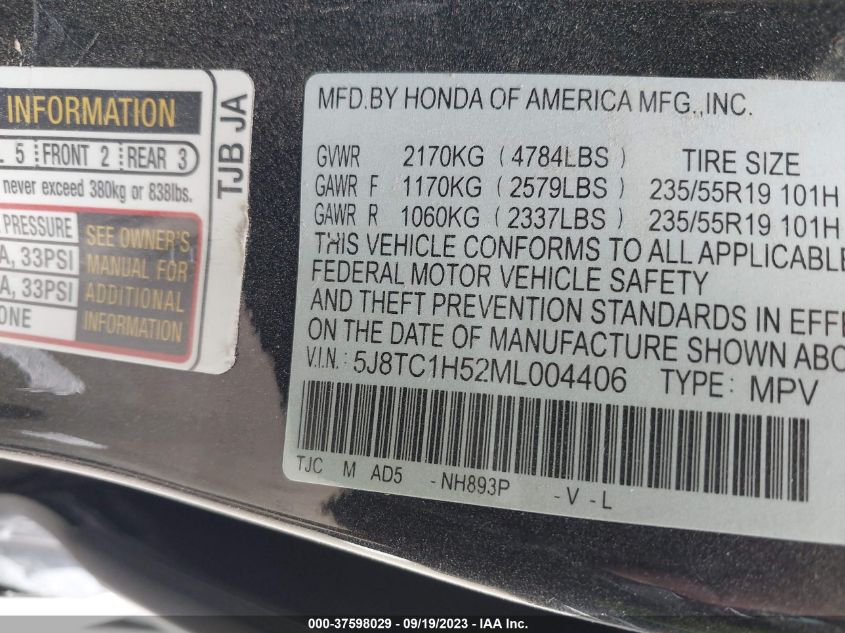 INFORMATION
5 FRONT 2 REAR 3
never exceed 380kg or 838lbs.
PRESSURE
SEE OWNER'S
MANUAL FOR
ADDITIONAL
INFORMATION
A, 33PSI
A, 33PSI
ONE
TJB JA
MFD.BY HONDA OF AMERICA MFG.,INC.
GVWR 2170KG (4784LBS) TIRE SIZE
GAWR F 1170KG (2579LBS) 235/55R19 101H
GAWR R 1060KG (2337LBS) 235/55R19 101H
THIS VEHICLE CONFORMS TO ALL APPLICABLE
FEDERAL MOTOR VEHICLE SAFETY
AND THEFT PREVENTION STANDARDS IN EFFE
ON THE DATE OF MANUFACTURE SHOWN ABO
V.I.N.: 5J8TC1H52ML004406 TYPE: MPV
TJC M AD5 -NH893P -V-L
000-37598029 - 09/19/2023 - © IAA, Inc.